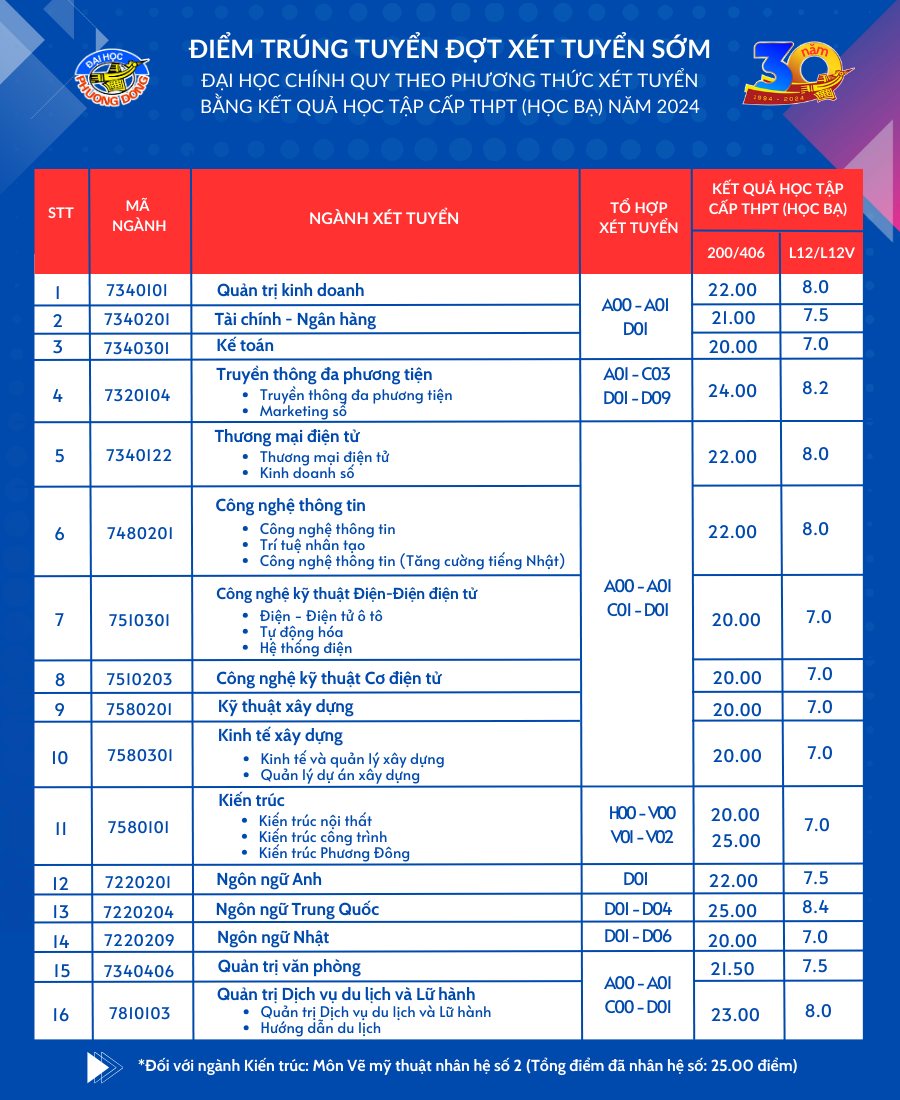 ĐẠI HỌC
PHƯƠNG ĐÔNG
ĐIỂM TRÚNG TUYỂN ĐỢT XÉT TUYỂN SỚM
ĐẠI HỌC CHÍNH QUY THEO PHƯƠNG THỨC XÉT TUYỂN
BẰNG KẾT QUẢ HỌC TẬP CẤP THPT (HỌC BẠ) NĂM 2024
30 năm
1994 - 2024
STT
MÃ
NGÀNH
NGÀNH XÉT TUYỂN
TỔ HỢP
XÉT TUYỂN
KẾT QUẢ HỌC TẬP
CẤP THPT (HỌC BẠ)
200/406 L12/L12V
1 7340101 Quản trị kinh doanh 22.00 8.0
A00 - A01
D01
2 7340201 Tài chính - Ngân hàng 21.00 7.5
3 7340301 Kế toán 20.00 7.0
4 7320104 Truyền thông đa phương tiện
• Truyền thông đa phương tiện
• Marketing số
A01 - C03
D01 - D09
24.00 8.2
5 7340122 Thương mại điện tử
• Thương mại điện tử
• Kinh doanh số
22.00 8.0
6 7480201 Công nghệ thông tin
• Công nghệ thông tin
• Trí tuệ nhân tạo
• Công nghệ thông tin (Tăng cường tiếng Nhật)
22.00 8.0
A00 - A01
C01 - D01
7 7510301 Công nghệ kỹ thuật Điện-Điện điện tử
• Điện - Điện tử ô tô
• Tự động hóa
• Hệ thống điện
20.00 7.0
8 7510203 Công nghệ kỹ thuật Cơ điện tử 20.00 7.0
9 7580201 Kỹ thuật xây dựng 20.00 7.0
10 7580301 Kinh tế xây dựng
• Kinh tế và quản lý xây dựng
• Quản lý dự án xây dựng
20.00 7.0
11 7580101 Kiến trúc
• Kiến trúc nội thất
• Kiến trúc công trình
• Kiến trúc Phương Đông
H00 - V00
V01 - V02
20.00
25.00
7.0
12 7220201 Ngôn ngữ Anh D01 22.00 7.5
13 7220204 Ngôn ngữ Trung Quốc D01 - D04 25.00 8.4
14 7220209 Ngôn ngữ Nhật D01 - D06 20.00 7.0
15 7340406 Quản trị văn phòng 21.50 7.5
A00 - A01
C00 - D01
16 7810103 Quản trị Dịch vụ du lịch và Lữ hành
• Quản trị Dịch vụ du lịch và Lữ hành
• Hướng dẫn du lịch
23.00 8.0
*Đối với ngành Kiến trúc: Môn Vẽ mỹ thuật nhân hệ số 2 (Tổng điểm đã nhân hệ số: 25.00 điểm)